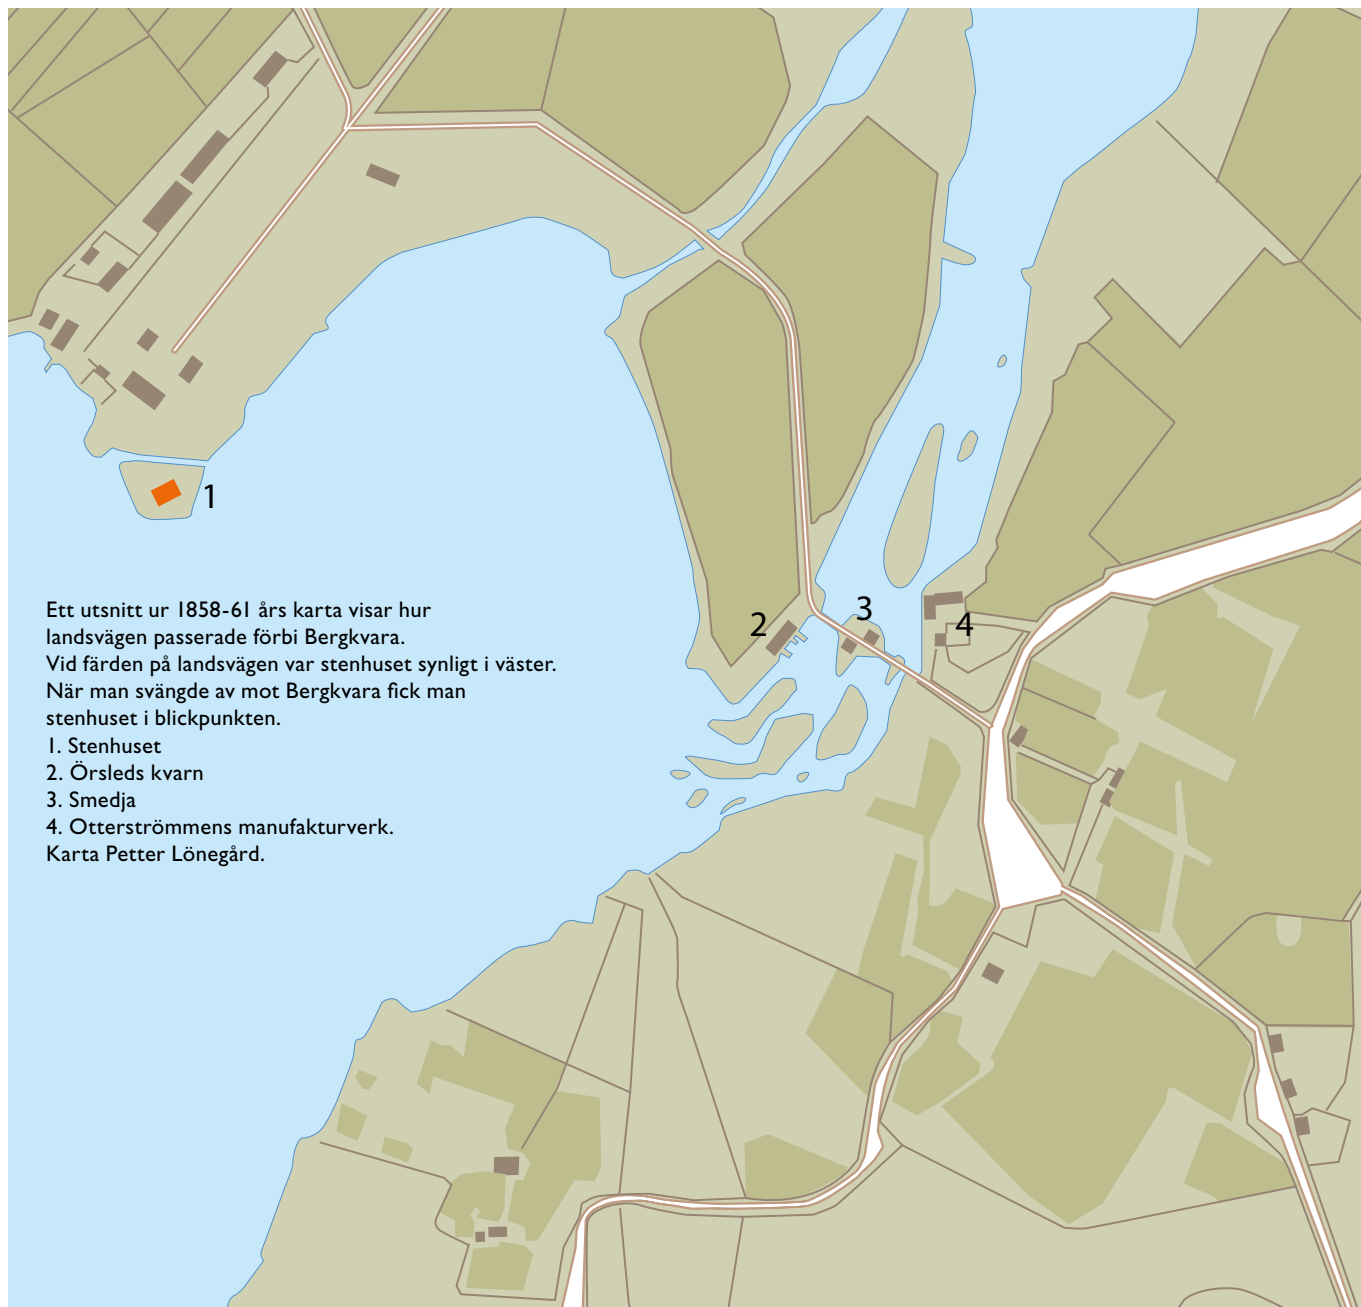 1
2
3
4
Ett utsnitt ur 1858-61 års karta visar hur
landsvägen passerade förbi Bergkvara.
Vid färden på landsvägen var stenhuset synligt i väster.
När man svängde av mot Bergkvara fick man
stenhuset i blickpunkten.
1. Stenhuset
2. Örsleds kvarn
3. Smedja
4. Otterströmmens manufakturverk.
Karta Petter Lönegård.